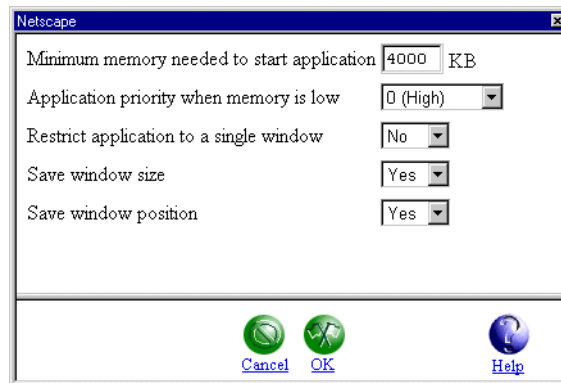 Netscape
Minimum memory needed to start application 4000 KB
Application priority when memory is low 0 (High)
Restrict application to a single window No
Save window size Yes
Save window position Yes
Cancel OK Help